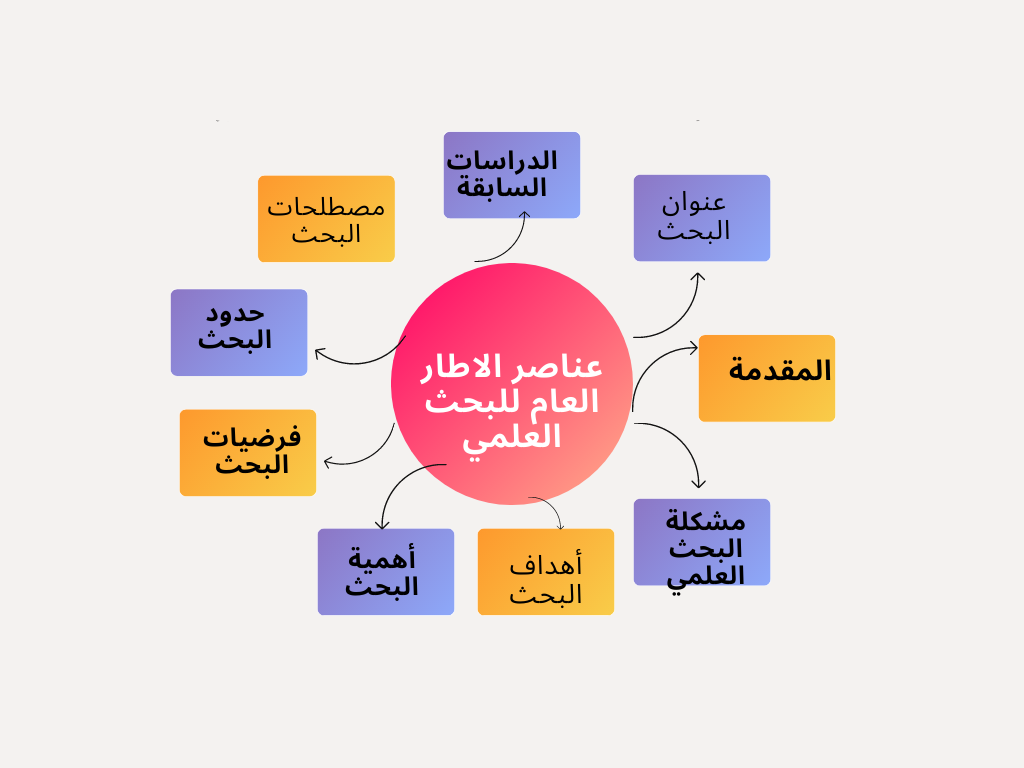 عناصر الاطار
العام للبحث
العلمي
عنوان
البحث
المقدمة
مشكلة
البحث
العلمي
أهداف
البحث
أهمية
البحث
فرضيات
البحث
حدود
البحث
مصطلحات
البحث
الدراسات
السابقة